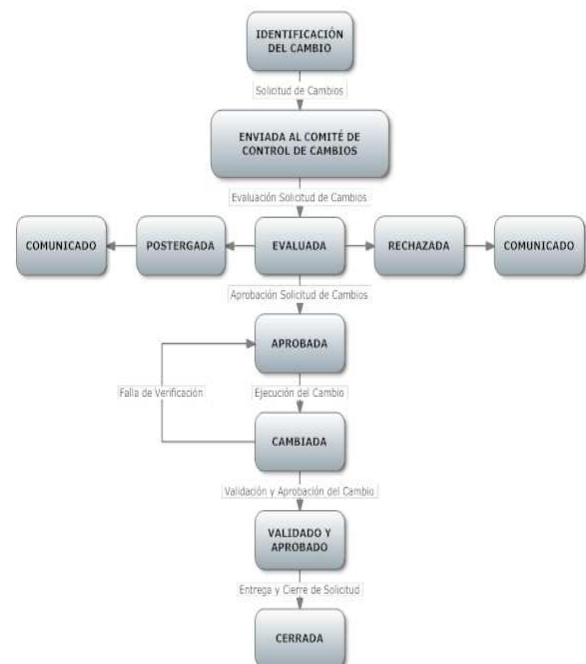 IDENTIFICACIÓN
DEL CAMBIO
Solicitud de Cambios
ENVIADA AL COMITÉ DE
CONTROL DE CAMBIOS
Evaluación Solicitud de Cambios
COMUNICADO
POSTERGADA
EVALUADA
RECHAZADA
COMUNICADO
Aprobación Solicitud de Cambios
APROBADA
Falla de Verificación
Ejecución del Cambio
CAMBIADA
Validación y Aprobación del Cambio
VALIDADO Y
APROBADO
Entrega y Cierre de Solicitud
CERRADA